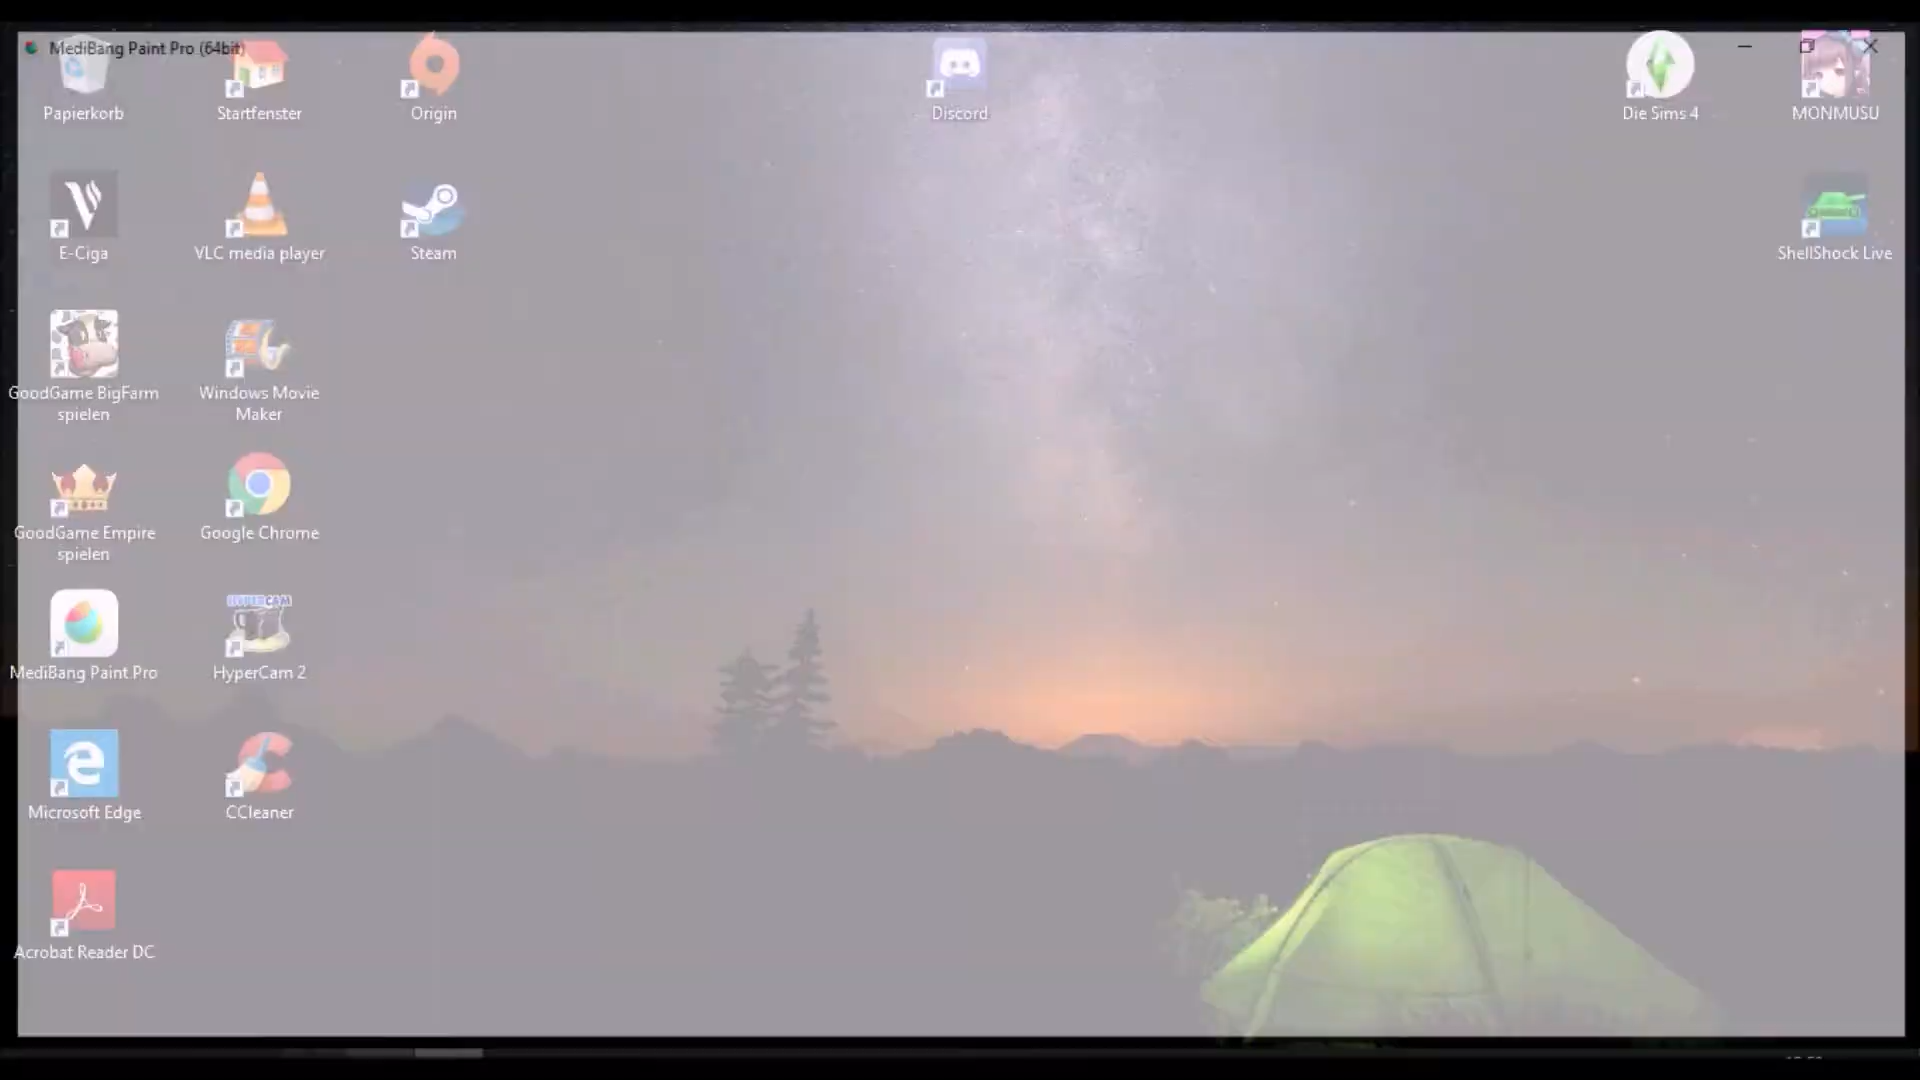 MediBang Paint Pro (64bit)
Papierkorb
Startfenster
Origin
Discord
Die Sims 4
MONMUSU
E-Ciga
VLC media player
Steam
ShellShock Live
GoodGame BigFarm
spielen
Windows Movie
Maker
GoodGame Empire
spielen
Google Chrome
MediBang Paint Pro
HYPERCAM
HyperCam 2
Microsoft Edge
CCleaner
Acrobat Reader DC